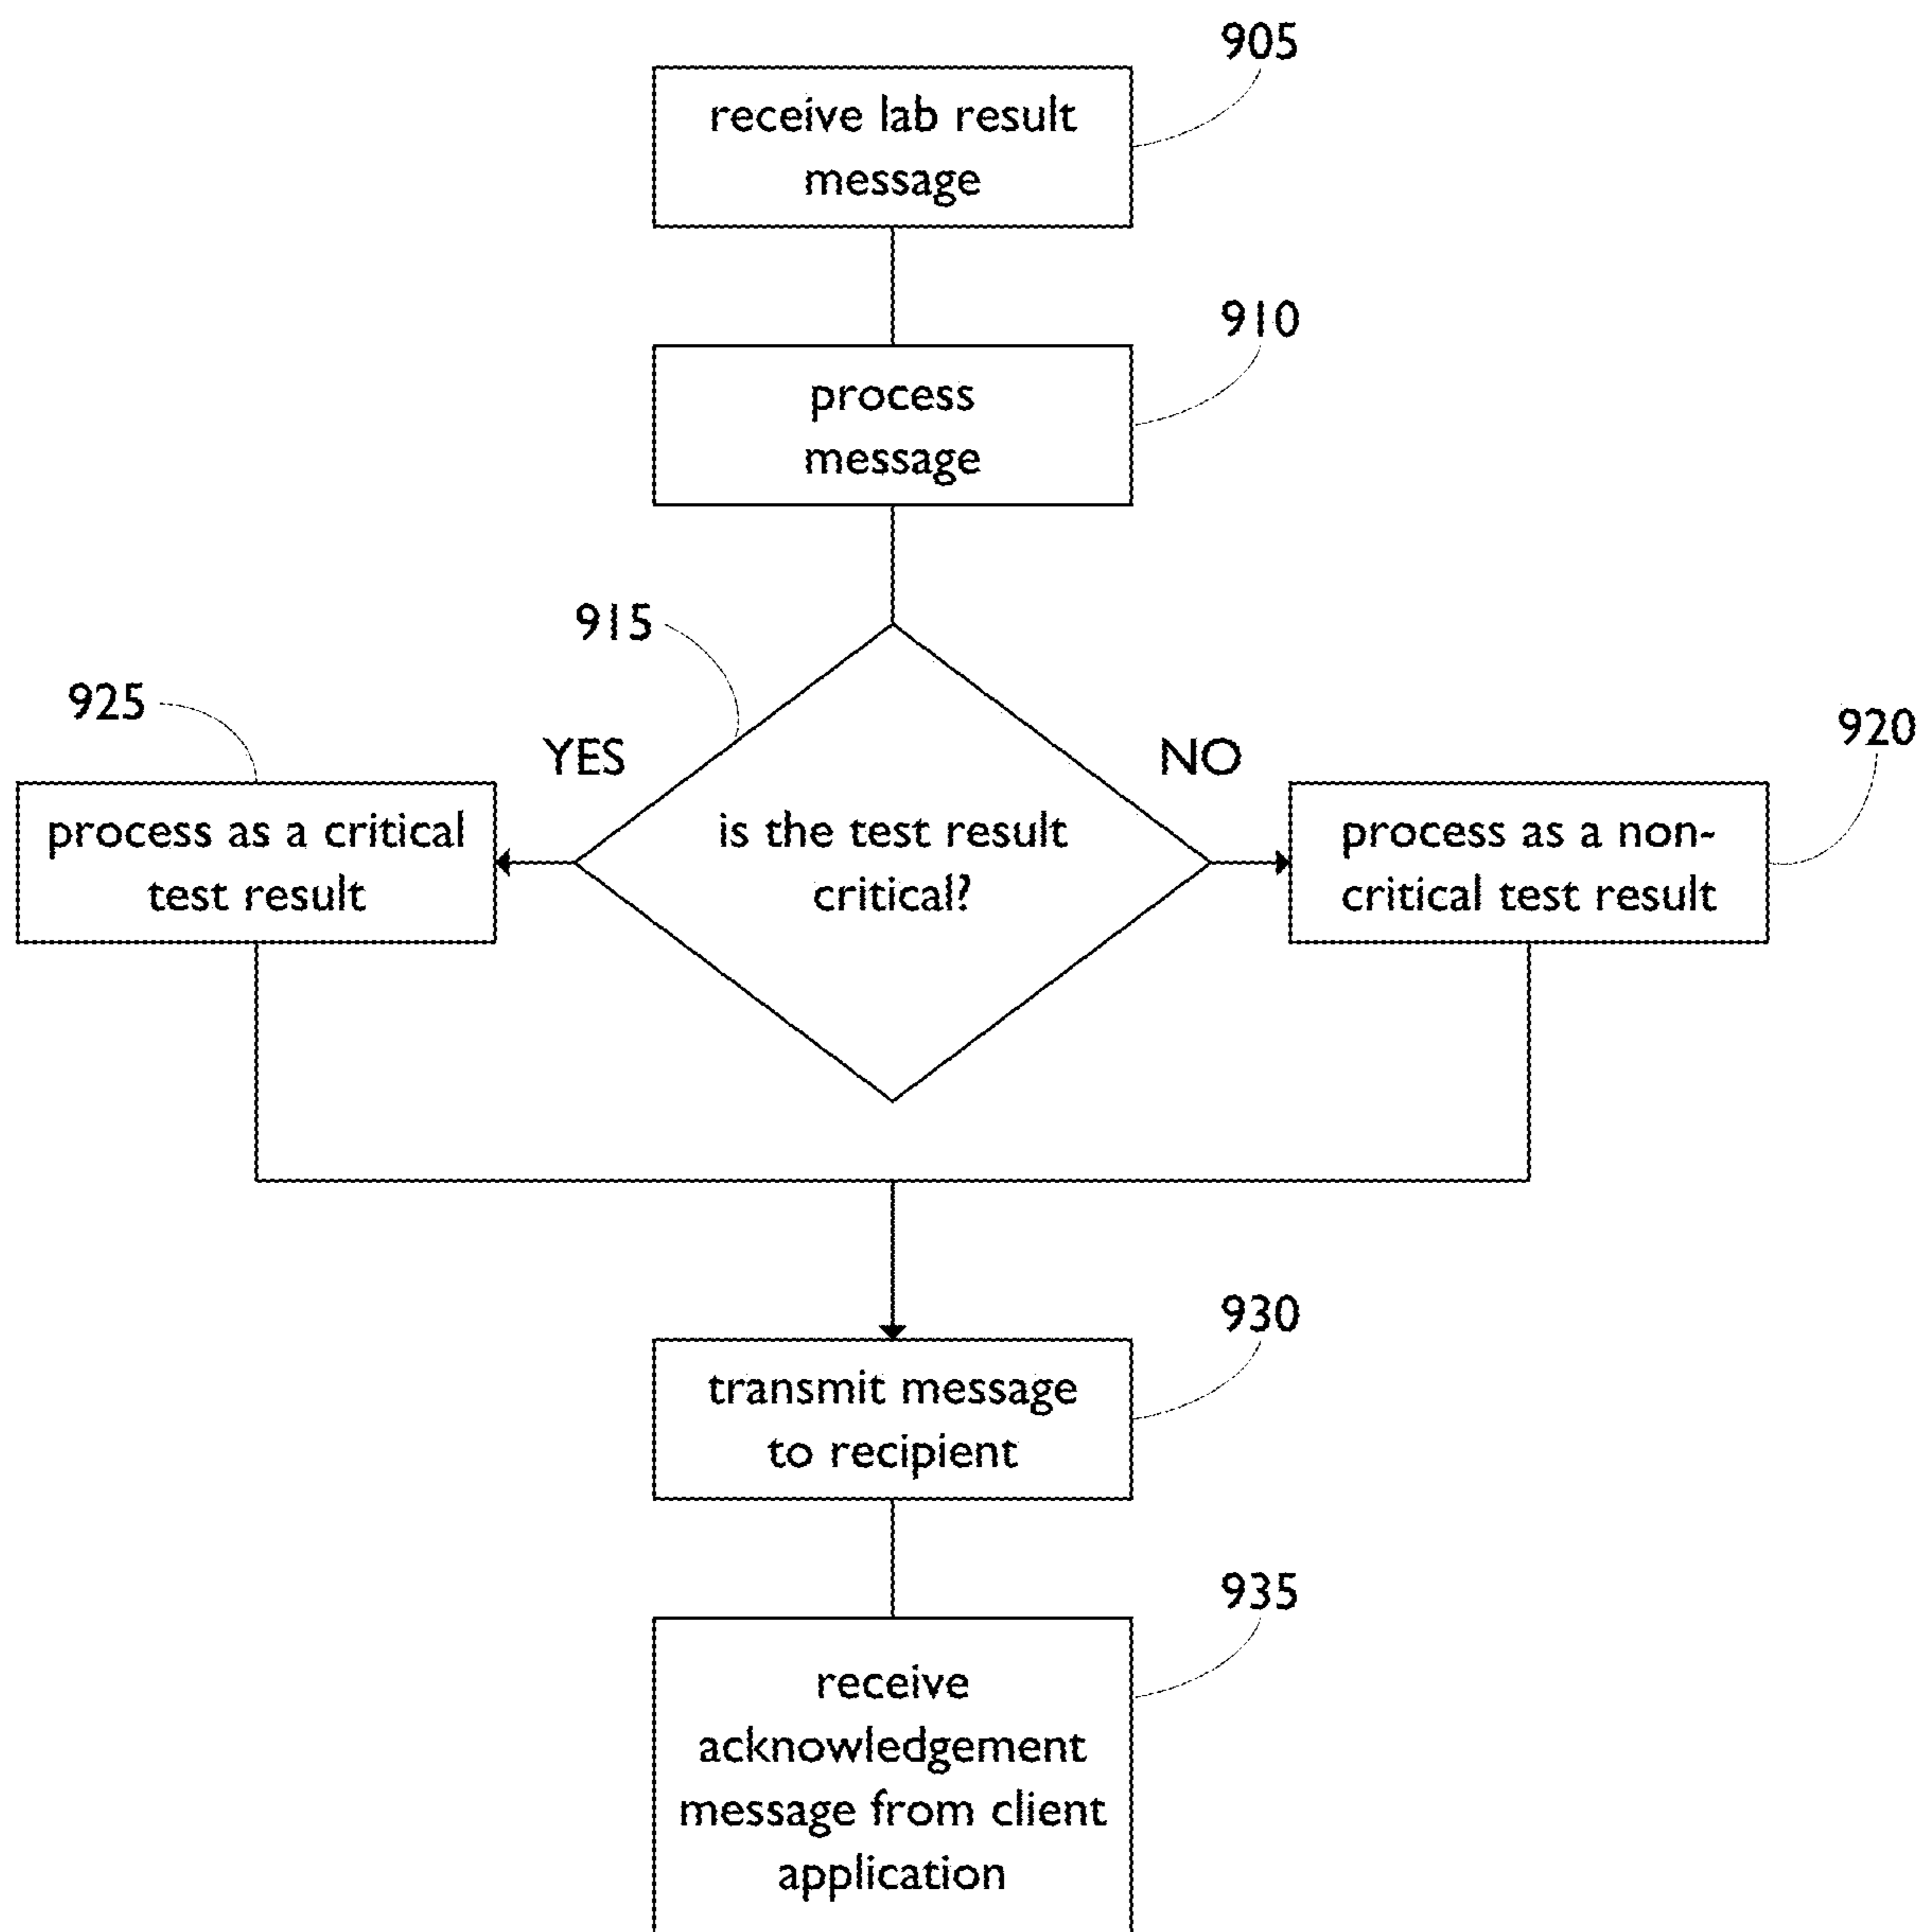 905
receive lab result
message
910
process
message
915
925
YES
NO
920
process as a critical
test result
is the test result
critical?
process as a non-
critical test result
930
transmit message
to recipient
935
receive
acknowledgement
message from client
application